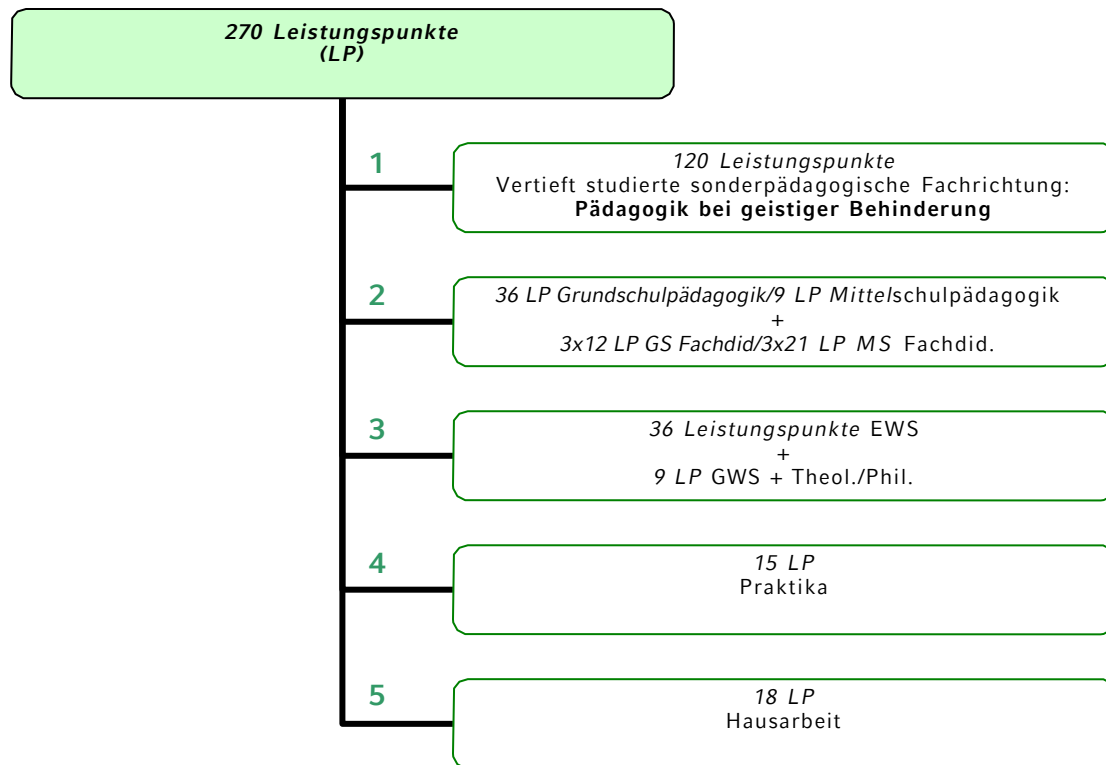 270 Leistungspunkte
(LP)
1
120 Leistungspunkte
Vertieft studierte sonderpädagogische Fachrichtung:
Pädagogik bei geistiger Behinderung
2
36 LP Grundschulpädagogik/9 LP Mittelschulpädagogik
+
3x12 LP GS Fachdid/3x21 LP MS Fachdid.
3
36 Leistungspunkte EWS
+
9 LP GWS + Theol./Phil.
4
15 LP
Praktika
5
18 LP
Hausarbeit